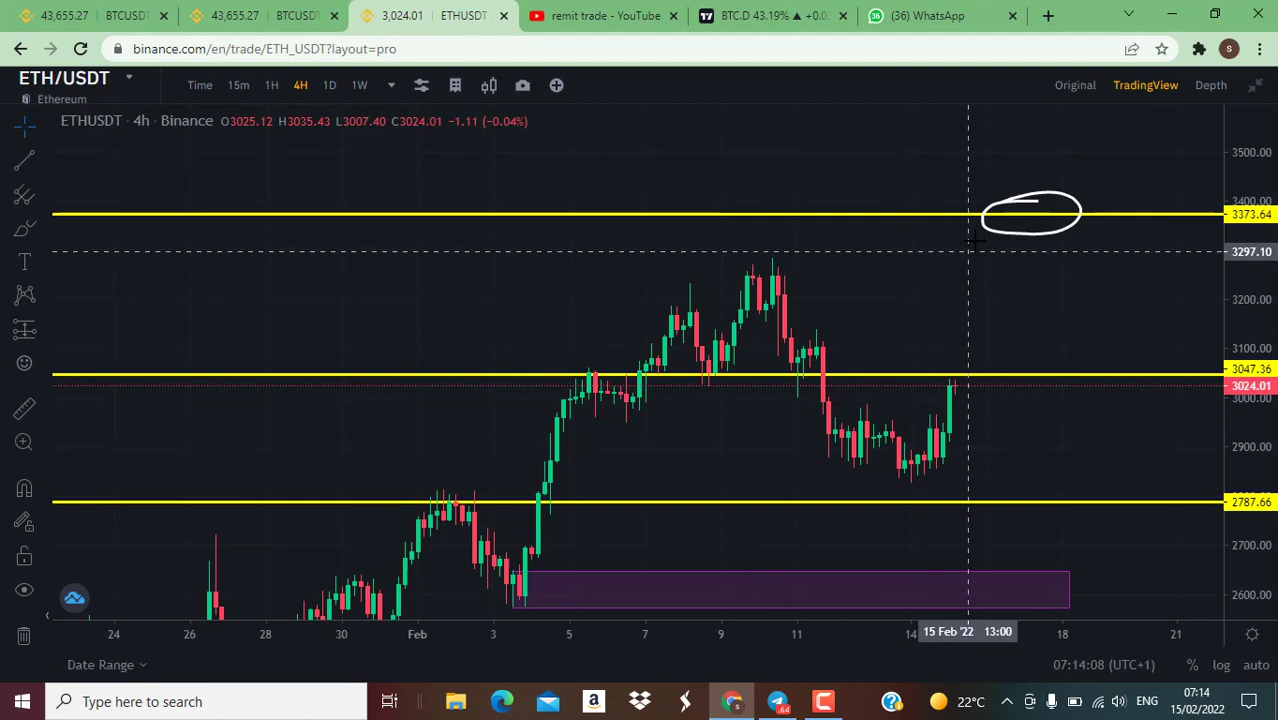 43,655.27 BTCUSDT
43,655.27 BTCUSDT
3,024.01 ETHUSDT
remit trade - YouTube
BTC.D 43.19% ▲ +0.0
(36) WhatsApp
binance.com/en/trade/ETH_USDT?layout=pro
S
ETH/USDT
Ethereum
Time 15m 1H 4H 1D 1W
Original TradingView Depth
ETHUSDT · 4h · Binance O3025.12 H3035.43 L3007.40 C3024.01 −1.11 (−0.04%)
3500.00
3400.00
3373.64
3297.10
3200.00
3100.00
3047.36
3024.01
3000.00
2900.00
2787.66
2700.00
2600.00
24 26 28 30 Feb 3 5 7 9 11 14 15 Feb '22 13:00 18 21
Date Range 07:14:08 (UTC+1) % log auto
Type here to search
64
22°C
ENG
07:14
15/02/2022